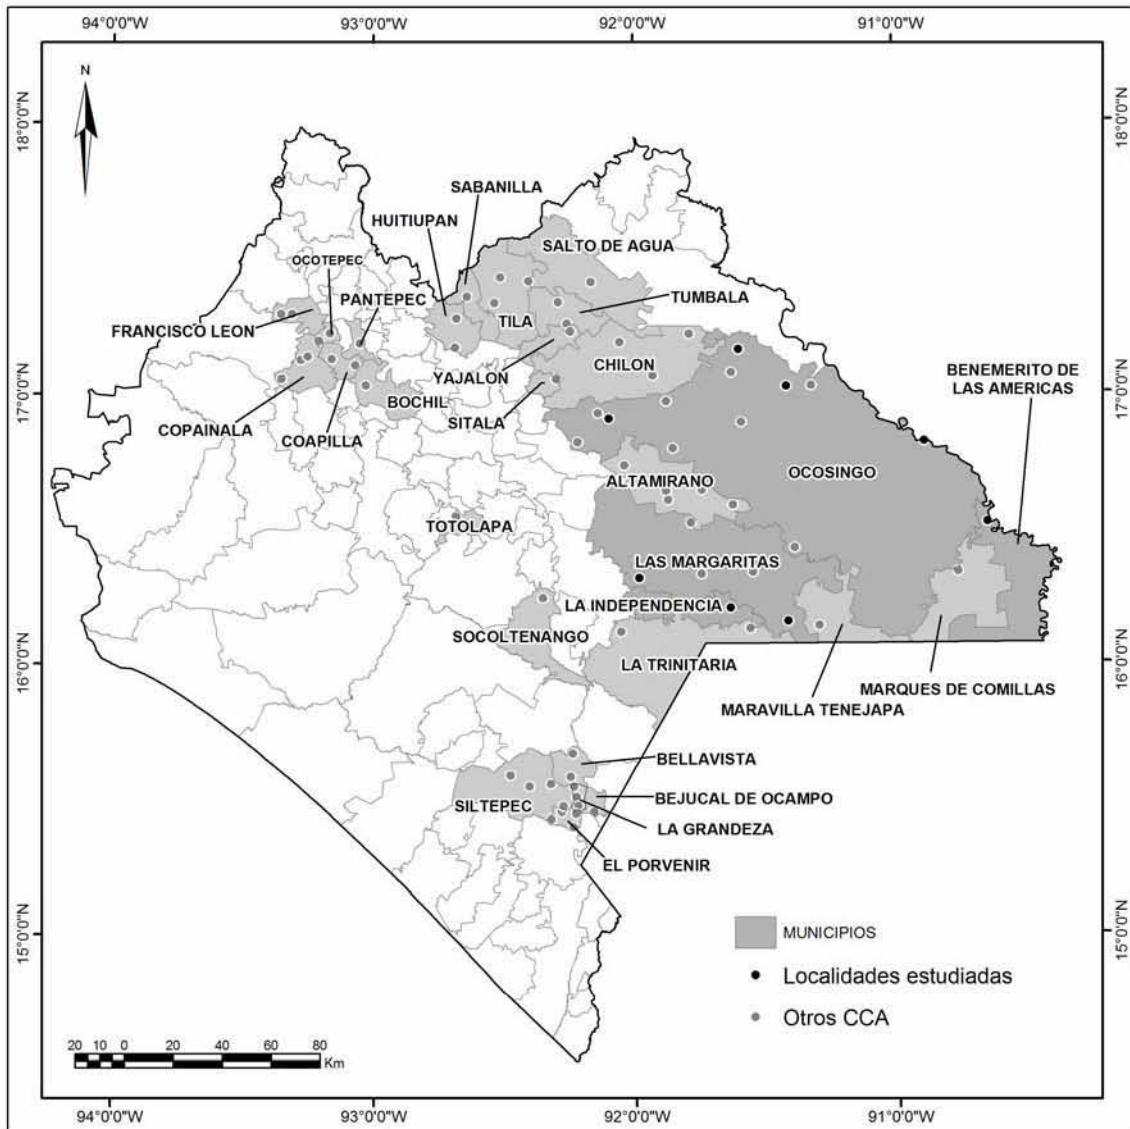 94°0'0"W 93°0'0"W 92°0'0"W 91°0'0"W
N
18°0'0"N
18°0'0"N
SABANILLA
HUITIUPAN
SALTO DE AGUA
OCOTEPEC
PANTEPEC
TUMBALA
FRANCISCO LEON
TILA
CHILON
YAJALON
BENEMERITO DE
LAS AMERICAS
17°0'0"N
17°0'0"N
BOCHIL
SITALA
COPAINALA
COAPILLA
OCOSINGO
ALTAMIRANO
TOTOLAPA
LAS MARGARITAS
LA INDEPENDENCIA
SOCOLTENANGO
LA TRINITARIA
16°0'0"N
16°0'0"N
MARQUES DE COMILLAS
MARAVILLA TENEJAPA
BELLAVISTA
BEJUCAL DE OCAMPO
SILTEPEC
LA GRANDEZA
EL PORVENIR
15°0'0"N
15°0'0"N
MUNICIPIOS
Localidades estudiadas
Otros CCA
20 10 0 20 40 60 80
Km
94°0'0"W 93°0'0"W 92°0'0"W 91°0'0"W